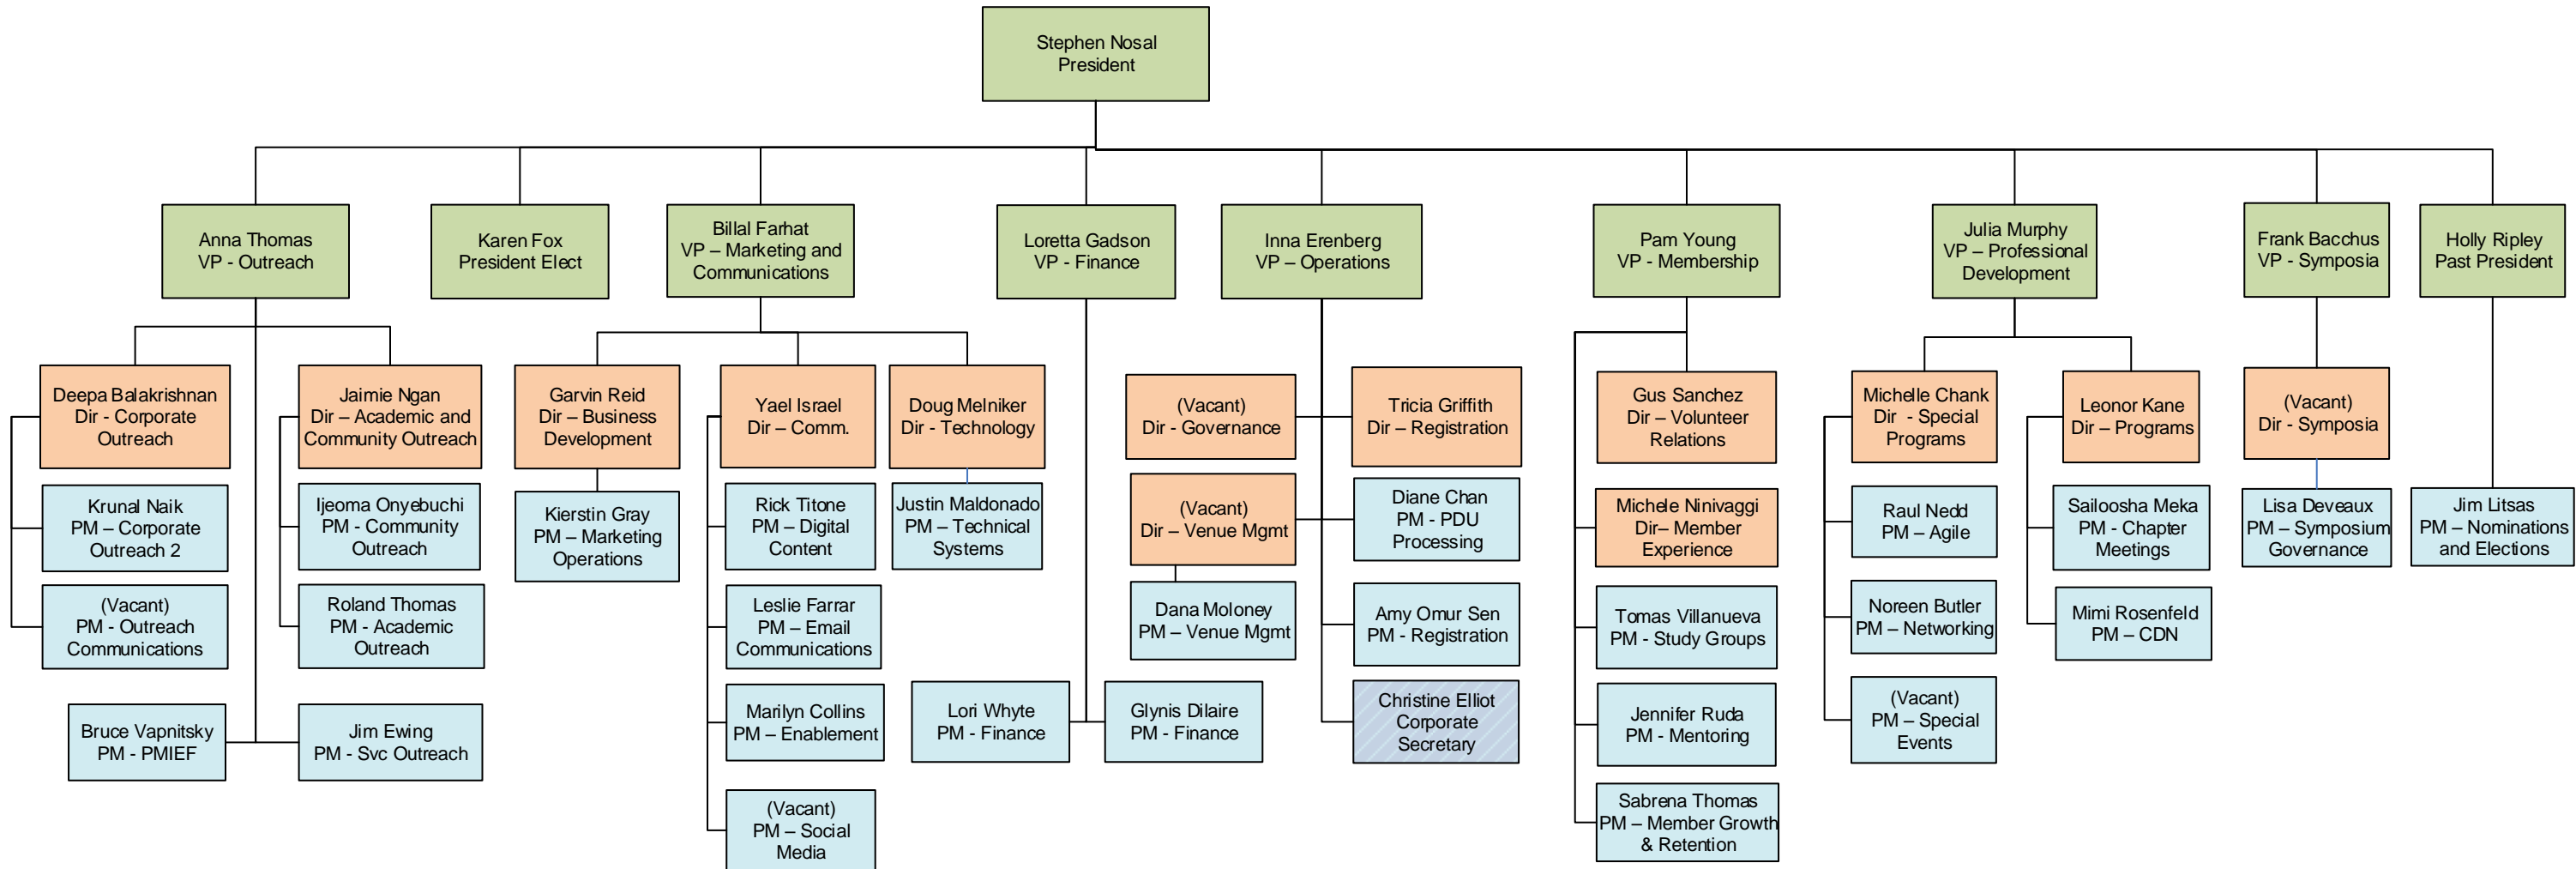 Stephen Nosal
President
Anna Thomas
VP - Outreach
Karen Fox
President Elect
Billal Farhat
VP – Marketing and
Communications
Loretta Gadson
VP - Finance
Inna Erenberg
VP – Operations
Pam Young
VP - Membership
Julia Murphy
VP – Professional
Development
Frank Bacchus
VP - Symposia
Holly Ripley
Past President
Deepa Balakrishnan
Dir - Corporate
Outreach
Jaimie Ngan
Dir – Academic and
Community Outreach
Garvin Reid
Dir – Business
Development
Yael Israel
Dir – Comm.
Doug Melniker
Dir - Technology
(Vacant)
Dir - Governance
Tricia Griffith
Dir – Registration
Gus Sanchez
Dir – Volunteer
Relations
Michelle Chank
Dir - Special
Programs
Leonor Kane
Dir – Programs
(Vacant)
Dir - Symposia
Krunal Naik
PM – Corporate
Outreach 2
Ijeoma Onyebuchi
PM - Community
Outreach
Kierstin Gray
PM – Marketing
Operations
Rick Titone
PM – Digital
Content
Justin Maldonado
PM – Technical
Systems
(Vacant)
Dir – Venue Mgmt
Diane Chan
PM - PDU
Processing
Michele Ninivaggi
Dir– Member
Experience
Raul Nedd
PM – Agile
Sailoosha Meka
PM - Chapter
Meetings
Lisa Deveaux
PM – Symposium
Governance
Jim Litsas
PM – Nominations
and Elections
(Vacant)
PM - Outreach
Communications
Roland Thomas
PM - Academic
Outreach
Leslie Farrar
PM – Email
Communications
Dana Moloney
PM – Venue Mgmt
Amy Omur Sen
PM - Registration
Tomas Villanueva
PM - Study Groups
Noreen Butler
PM – Networking
Mimi Rosenfeld
PM – CDN
Bruce Vapnitsky
PM - PMIEF
Jim Ewing
PM - Svc Outreach
Marilyn Collins
PM – Enablement
Lori Whyte
PM - Finance
Glynis Dilaire
PM - Finance
Christine Elliot
Corporate
Secretary
Jennifer Ruda
PM - Mentoring
(Vacant)
PM – Special
Events
(Vacant)
PM – Social
Media
Sabrena Thomas
PM – Member Growth
& Retention